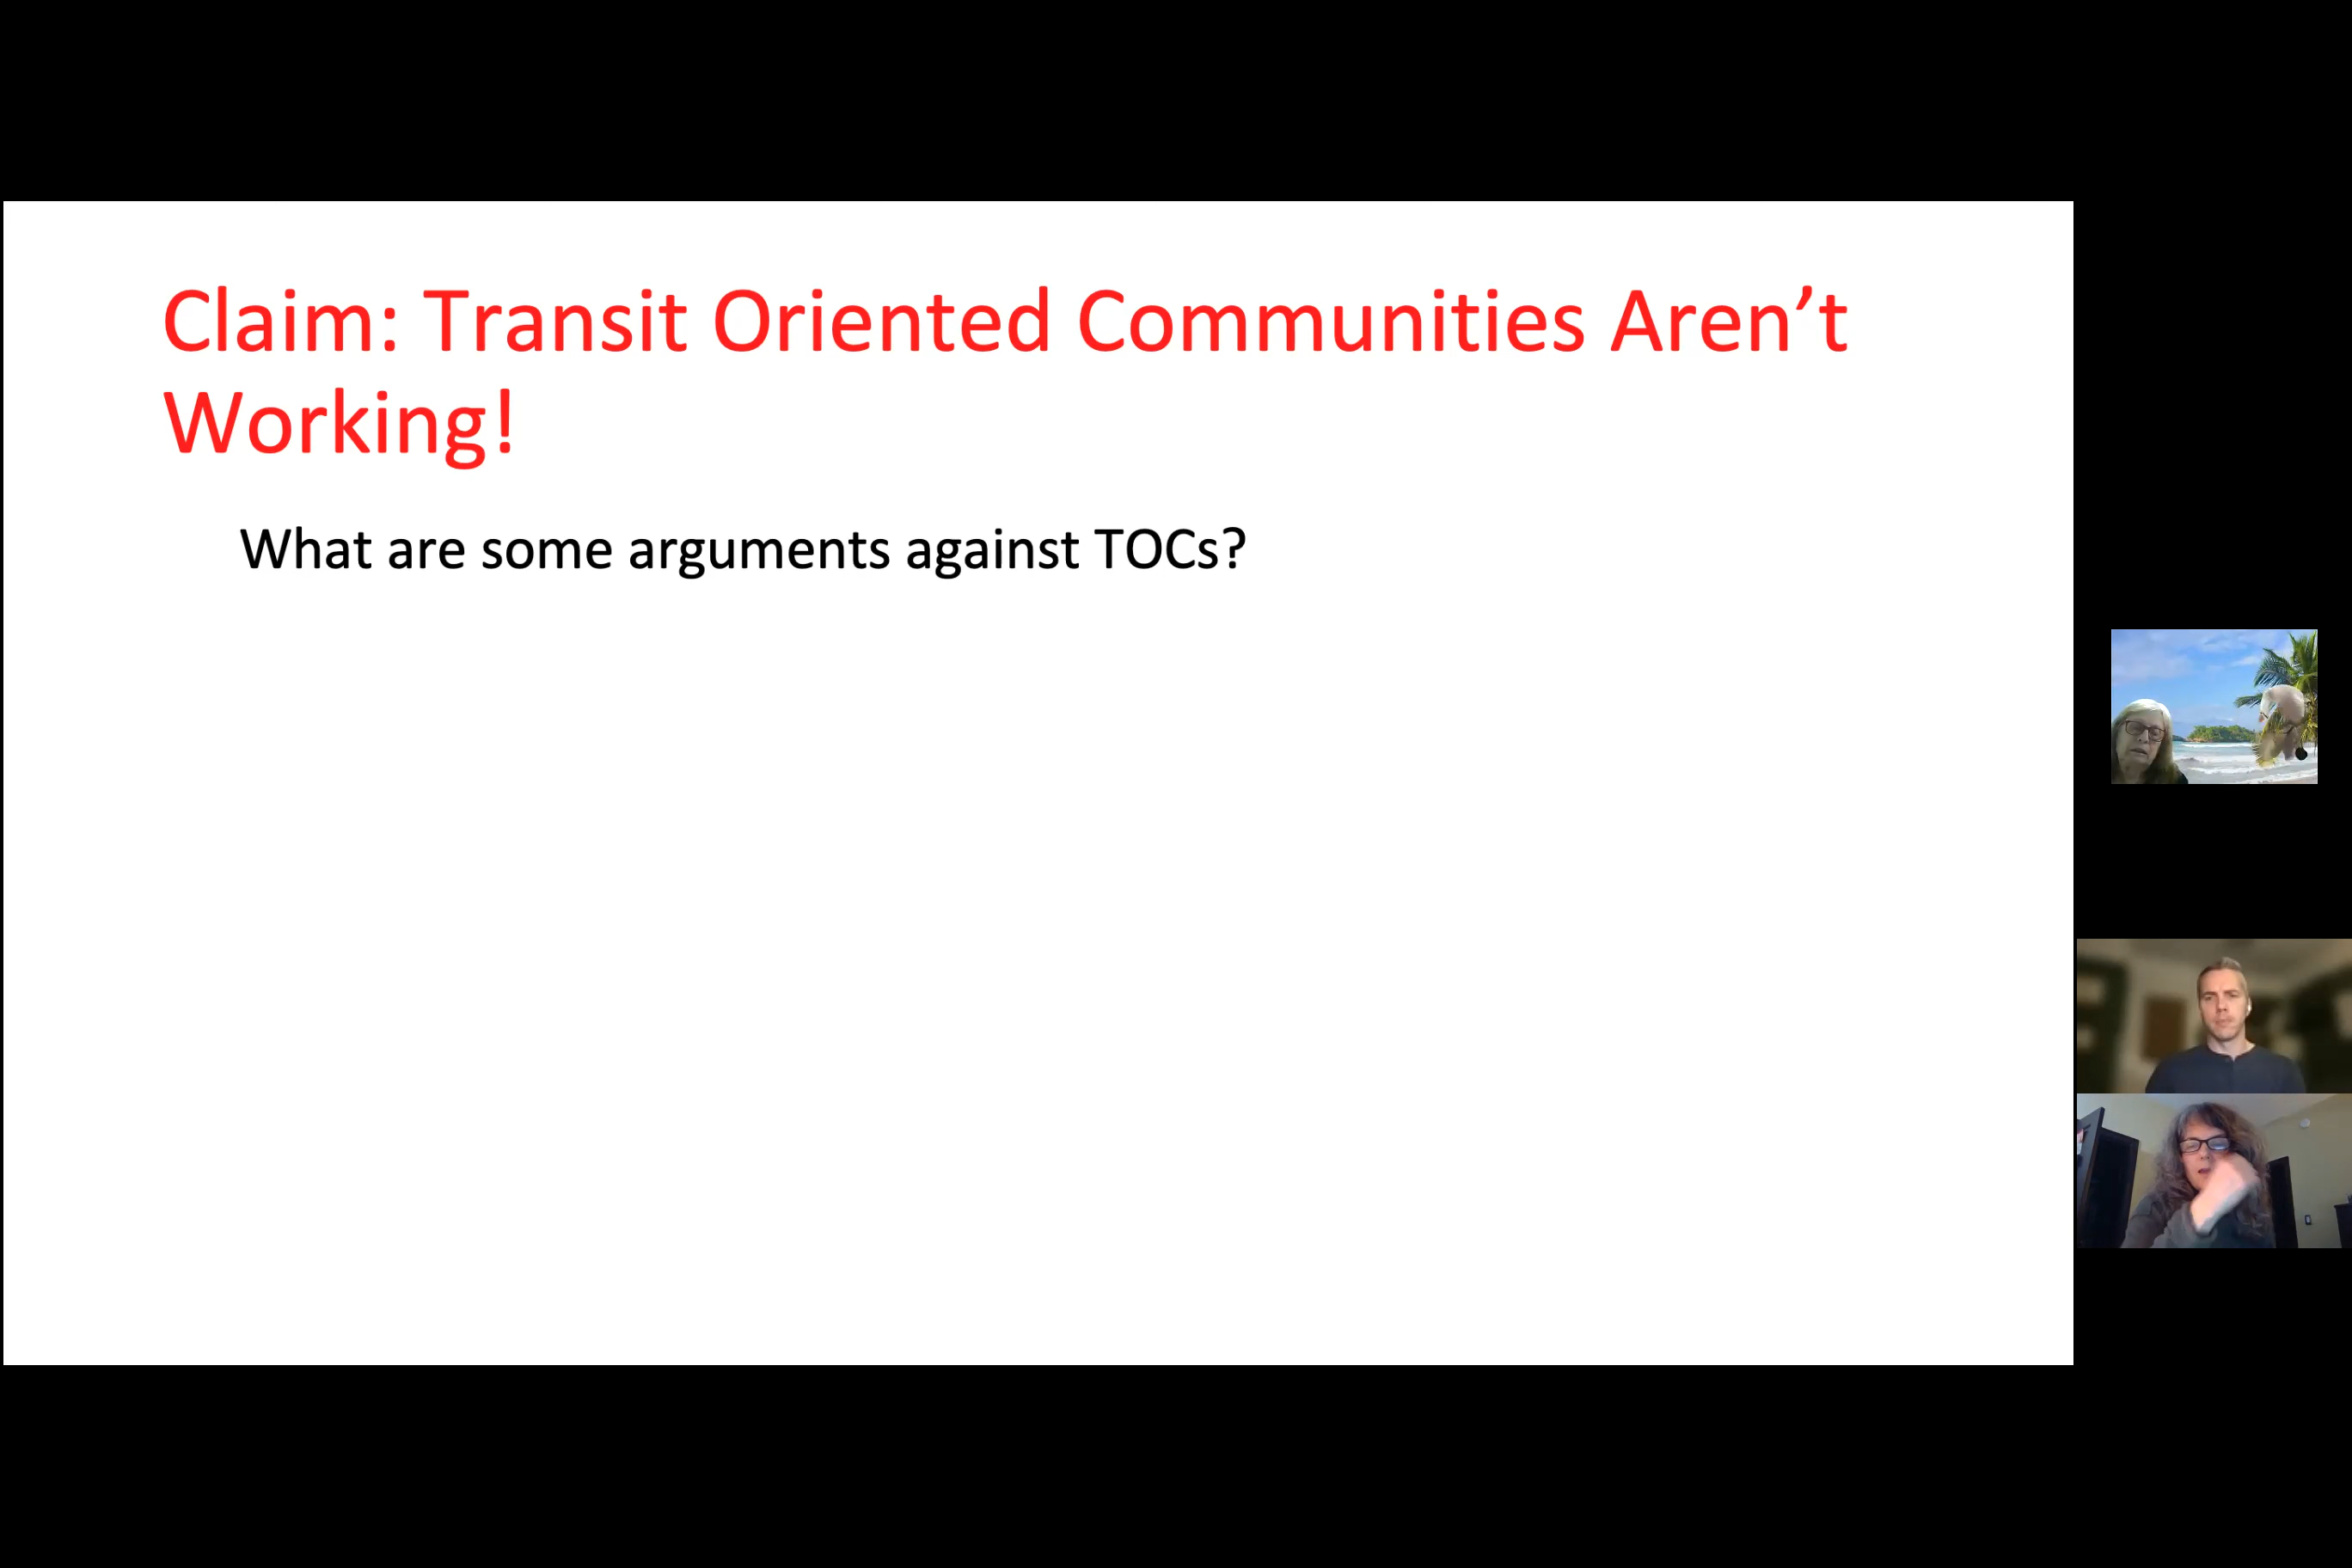 Claim: Transit Oriented Communities Aren’t
Working!
What are some arguments against TOCs?